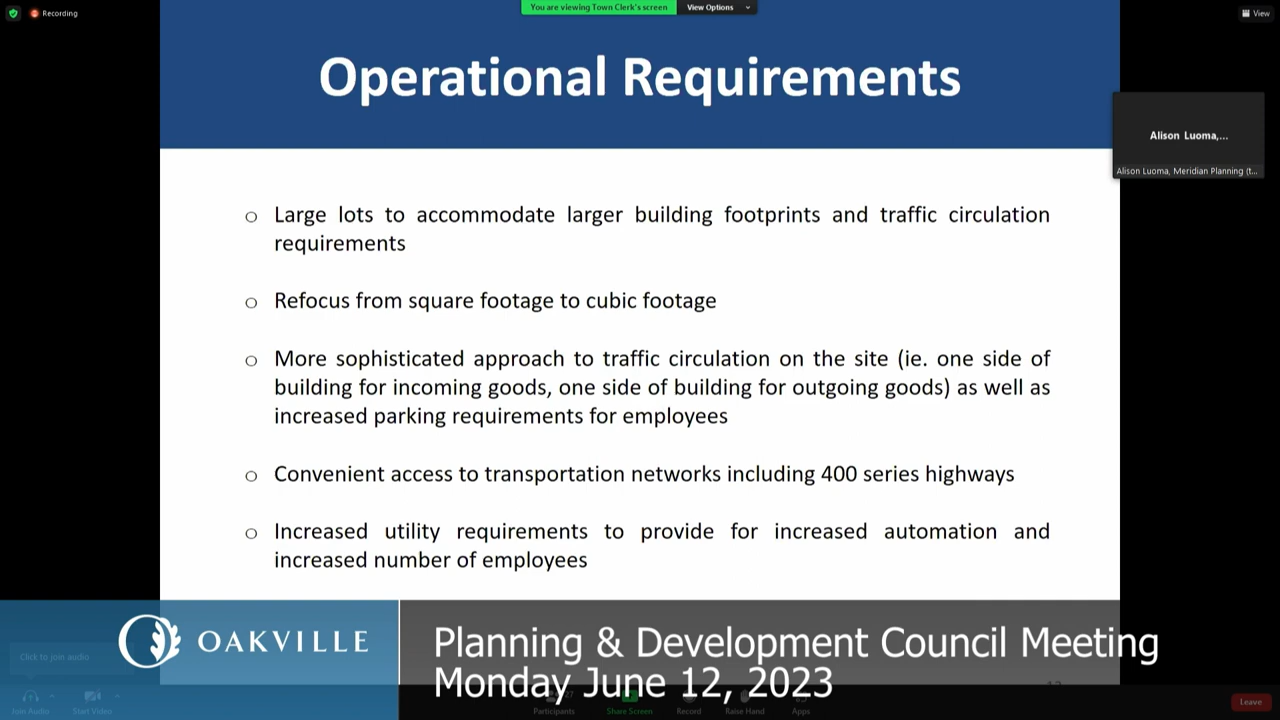 Recording
You are viewing Town Clerk's screen
View Options
View
Operational Requirements
Alison Luoma,...
Alison Luoma, Meridian Planning (t...
o Large lots to accommodate larger building footprints and traffic circulation
requirements
o Refocus from square footage to cubic footage
o More sophisticated approach to traffic circulation on the site (ie. one side of
building for incoming goods, one side of building for outgoing goods) as well as
increased parking requirements for employees
o Convenient access to transportation networks including 400 series highways
o Increased utility requirements to provide for increased automation and
increased number of employees
OAKVILLE
Planning & Development Council Meeting
Monday June 12, 2023
Click to join audio
Join Audio
Start Video
Participants
Share Screen
Record
Raise Hand
Apps
Leave